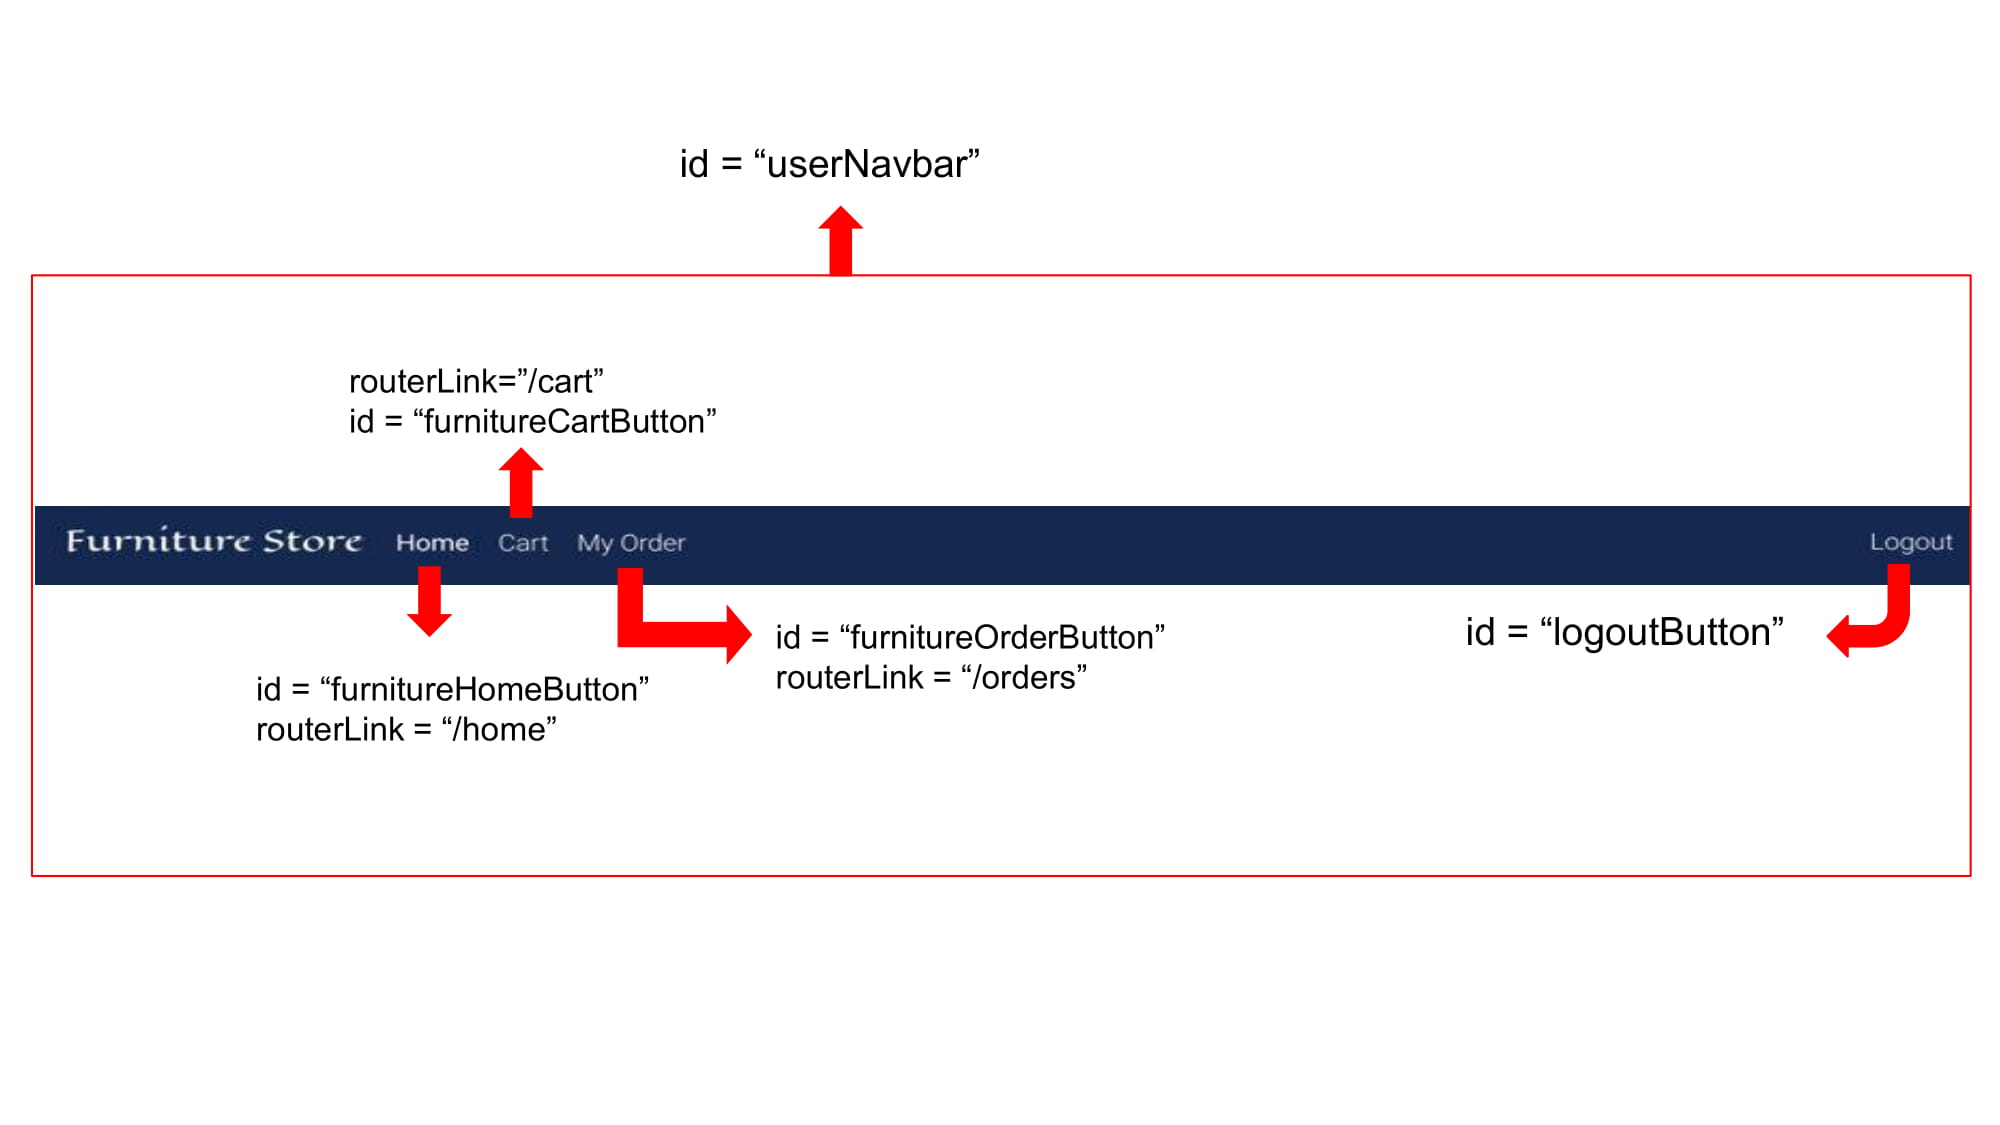 id = “userNavbar”
routerLink=”/cart”
id = “furnitureCartButton”
Furniture Store Home Cart My Order Logout
id = “furnitureHomeButton”
routerLink = “/home”
id = “furnitureOrderButton”
routerLink = “/orders”
id = “logoutButton”